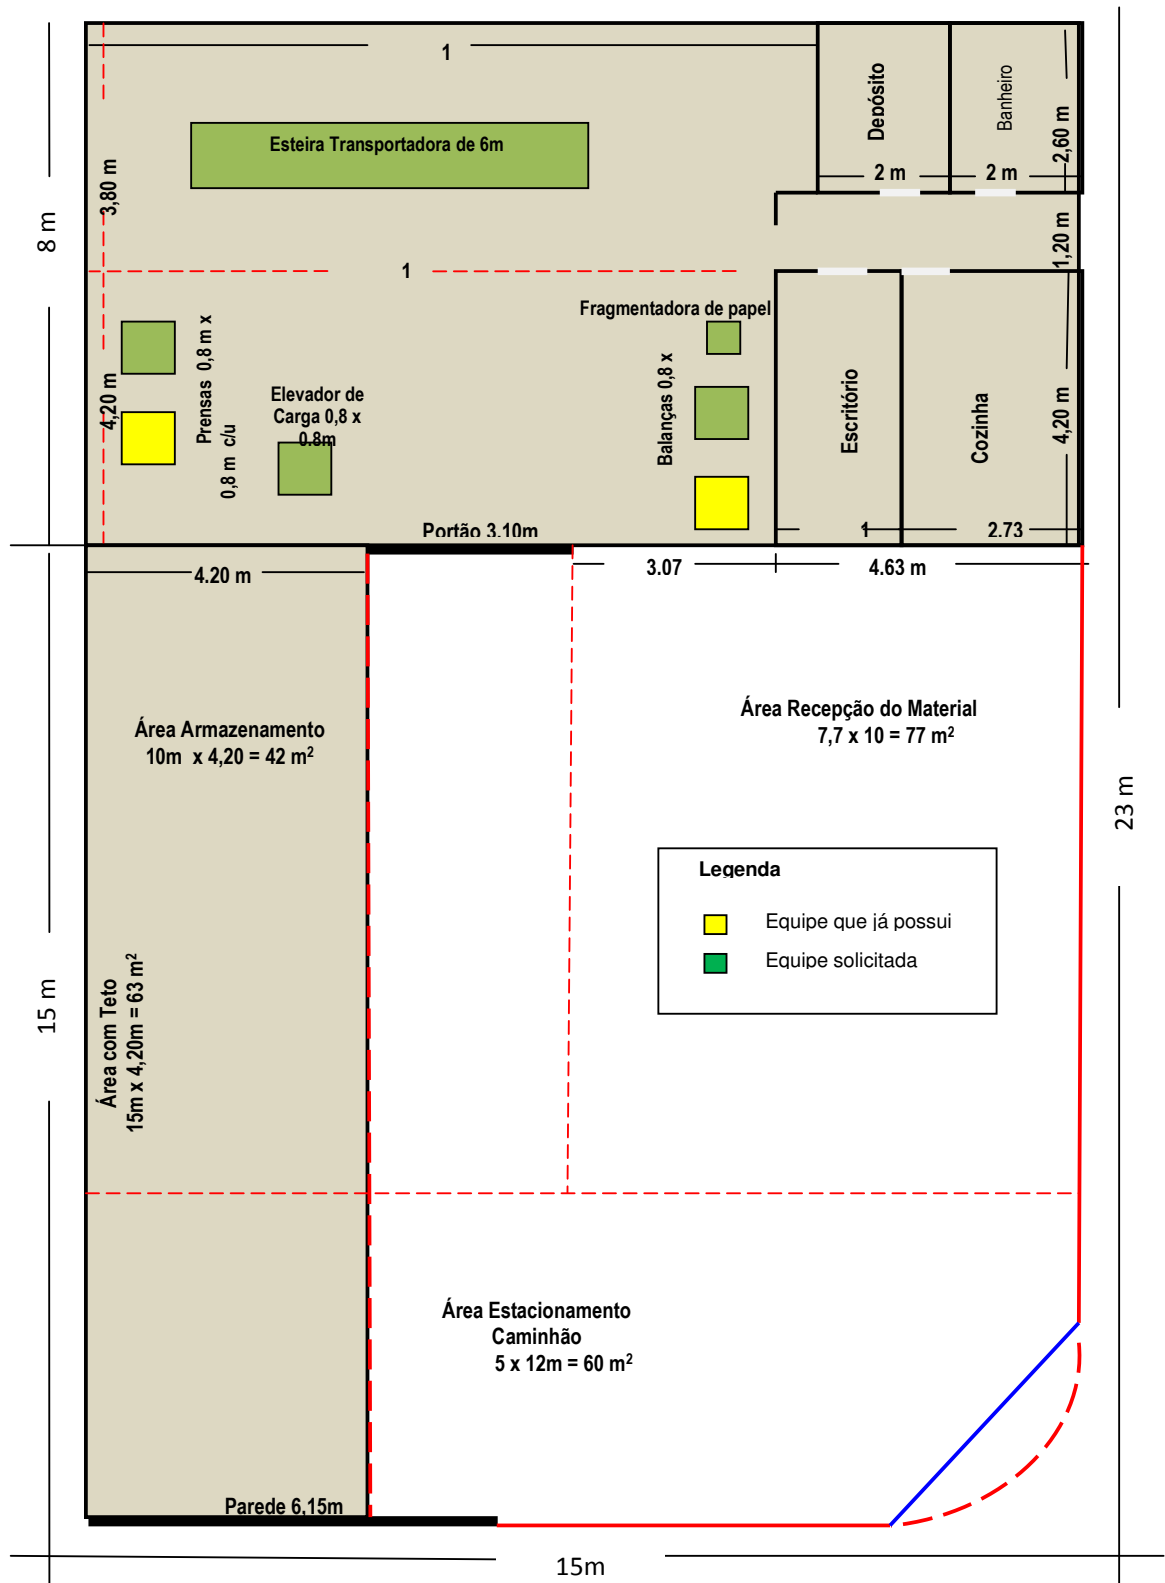 1
Depósito
Banheiro
Esteira Transportadora de 6m
2,60 m
2 m
2 m
3,80 m
8 m
1,20 m
1
Fragmentadora de papel
Prensas 0,8 m x
0,8 m c/u
4,20 m
Elevador de
Carga 0,8 x
0.8m
Balanças 0,8 x
Escritório
Cozinha
4,20 m
Portão 3.10m
1
2.73
4.20 m
3.07
4.63 m
Área Armazenamento
10m x 4,20 = 42 m²
Área Recepção do Material
7,7 x 10 = 77 m²
23 m
Legenda
Equipe que já possui
Equipe solicitada
15 m
Área com Teto
15m x 4,20m = 63 m²
Área Estacionamento
Caminhão
5 x 12m = 60 m²
Parede 6,15m
15m